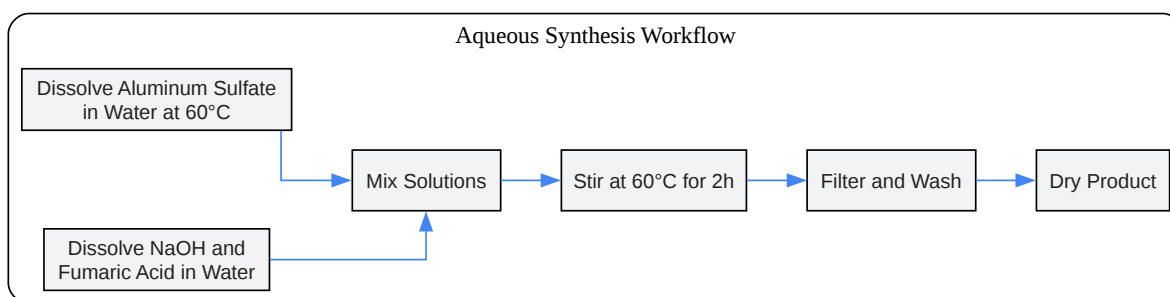 Aqueous Synthesis Workflow
Dissolve Aluminum Sulfate
in Water at 60°C
Mix Solutions
Stir at 60°C for 2h
Filter and Wash
Dry Product
Dissolve NaOH and
Fumaric Acid in Water